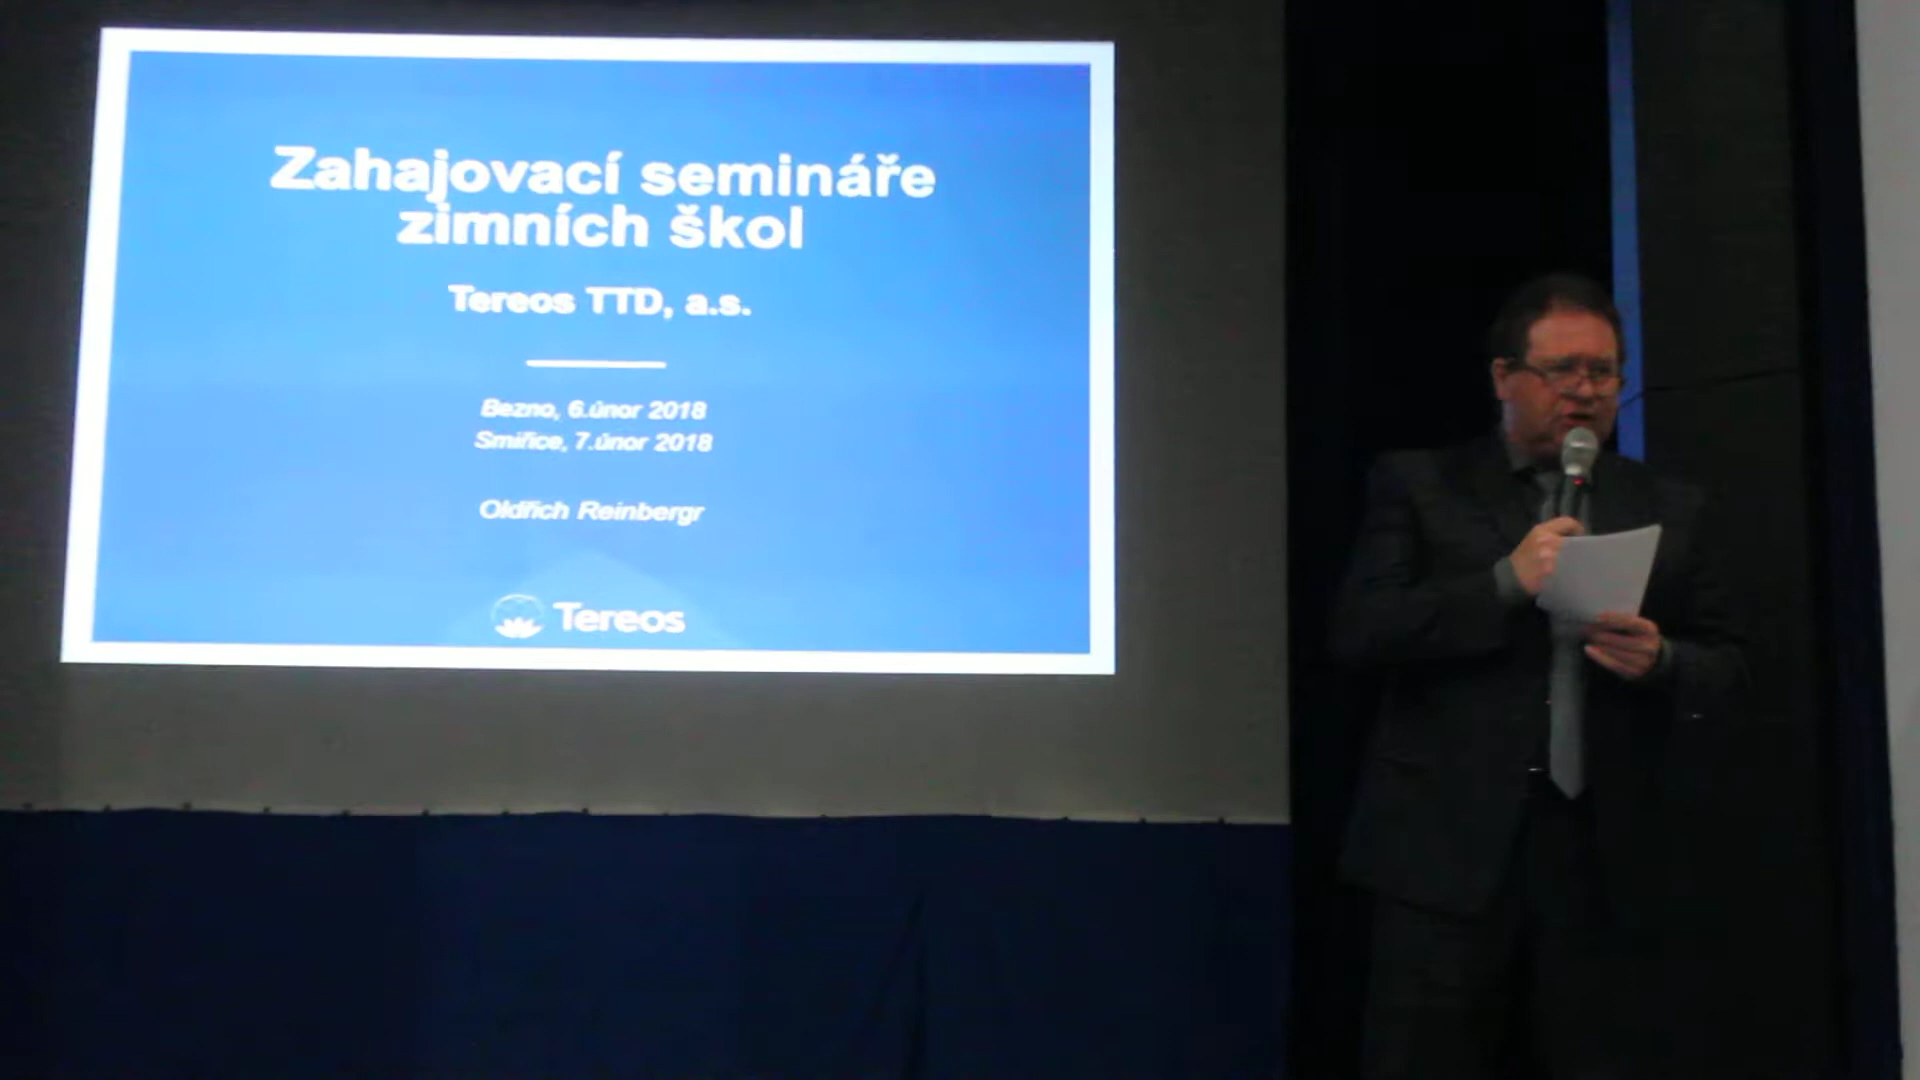 Zahajovací semináře
zimních škol
Tereos TTD, a.s.
Bezno, 6.únor 2018
Smiřice, 7.únor 2018
Oldřich Reinbergr
Tereos